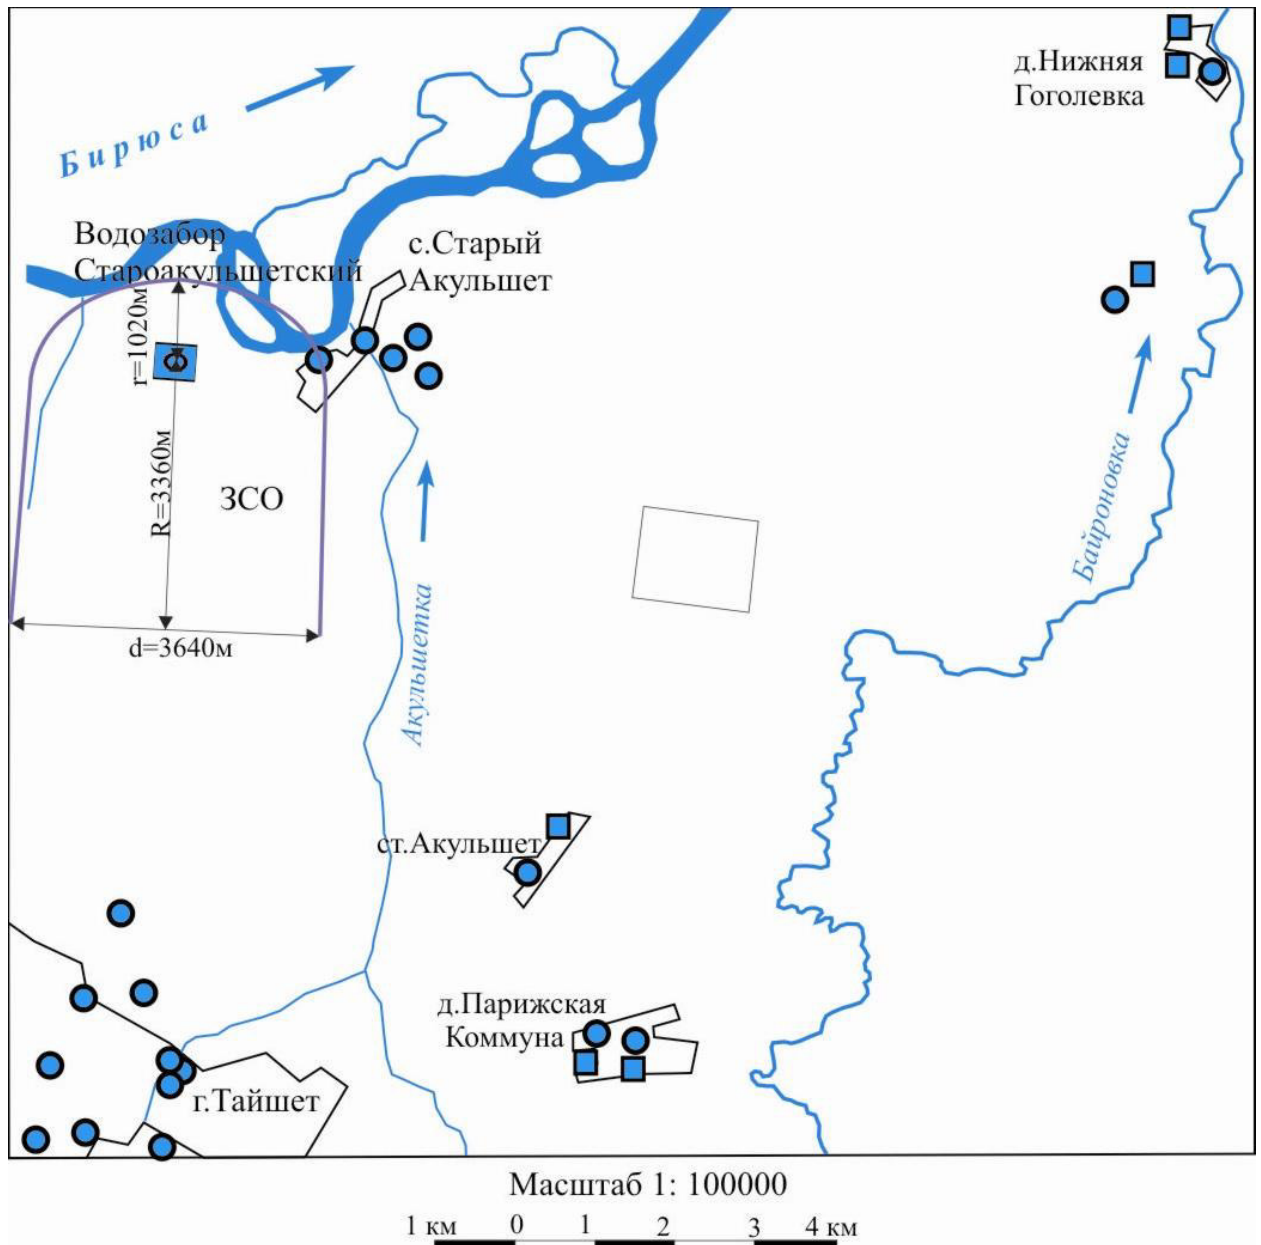 д.Нижняя
Гоголевка
Бирюса
Водозабор
Староакульшетский
с.Старый
Акульшет
r=1020м
R=3360м
ЗСО
d=3640м
Акульшетка
Байроновка
ст.Акульшет
д.Парижская
Коммуна
г.Тайшет
Масштаб 1: 100000
1 км 0 1 2 3 4 км